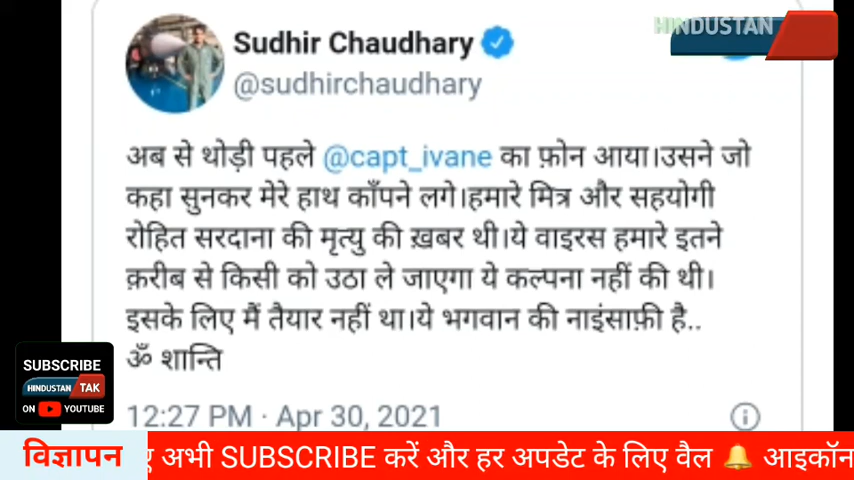 HINDUSTAN
Sudhir Chaudhary
@sudhirchaudhary
अब से थोड़ी पहले @capt_ivane का फ़ोन आया।उसने जो
कहा सुनकर मेरे हाथ काँपने लगे।हमारे मित्र और सहयोगी
रोहित सरदाना की मृत्यु की ख़बर थी।ये वाइरस हमारे इतने
क़रीब से किसी को उठा ले जाएगा ये कल्पना नहीं की थी।
इसके लिए मैं तैयार नहीं था।ये भगवान की नाइंसाफ़ी है..
ॐ शान्ति
12:27 PM · Apr 30, 2021
SUBSCRIBE
HINDUSTAN TAK
ON YOUTUBE
विज्ञापन
अभी SUBSCRIBE करें और हर अपडेट के लिए वैल 🔔 आइकॉन